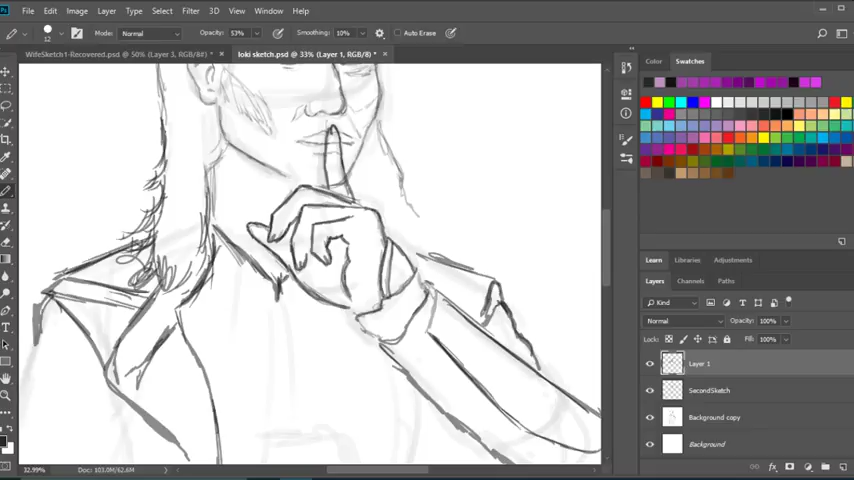 Ps File Edit Image Layer Type Select Filter 3D View Window Help
12 Mode: Normal Opacity: 53% Smoothing: 10% Auto Erase
WifeSketch1-Recovered.psd @ 50% (Layer 3, RGB/8#) * × loki sketch.psd @ 33% (Layer 1, RGB/8) * ×
Color Swatches
Learn Libraries Adjustments
Layers Channels Paths
Kind
Normal Opacity: 100%
Lock: Fill: 100%
Layer 1
SecondSketch
Background copy
Background
32.99% Doc: 103.0M/62.6M
fx